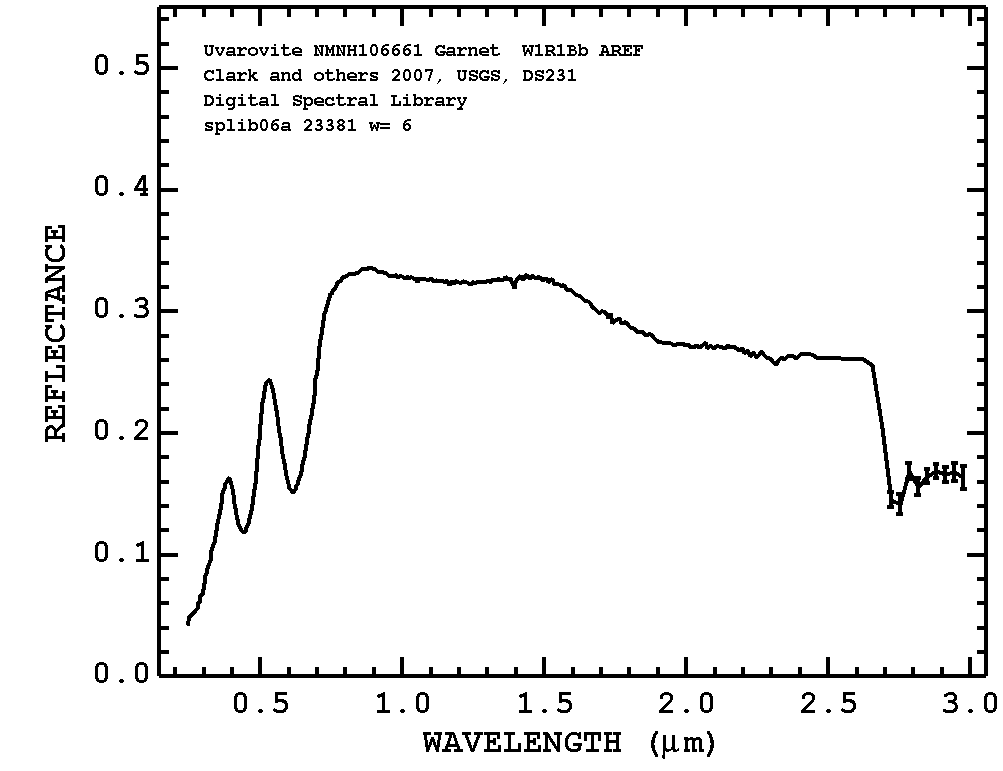 Uvarovite NMNH106661 Garnet  W1R1Bb AREF
Clark and others 2007, USGS, DS231
Digital Spectral Library
splib06a 23381 w= 6
0.5
0.4
0.3
0.2
0.1
0.0
REFLECTANCE
0.5 1.0 1.5 2.0 2.5 3.0
WAVELENGTH (μm)